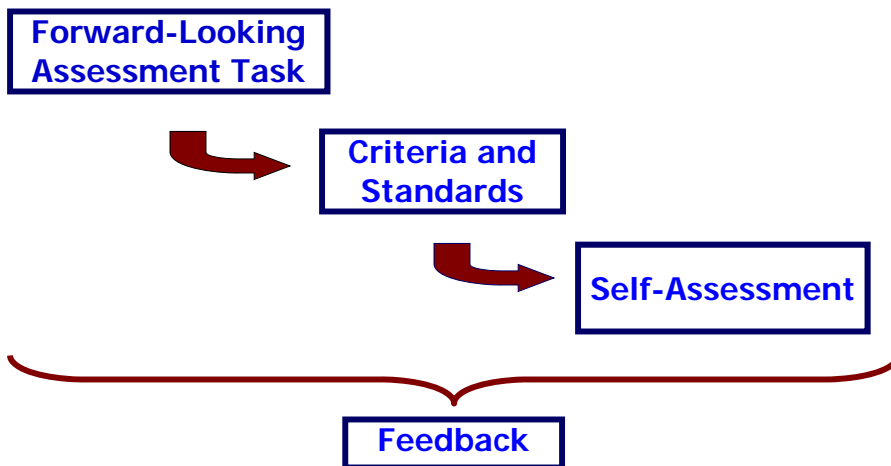 Forward-Looking
Assessment Task
Criteria and
Standards
Self-Assessment
Feedback